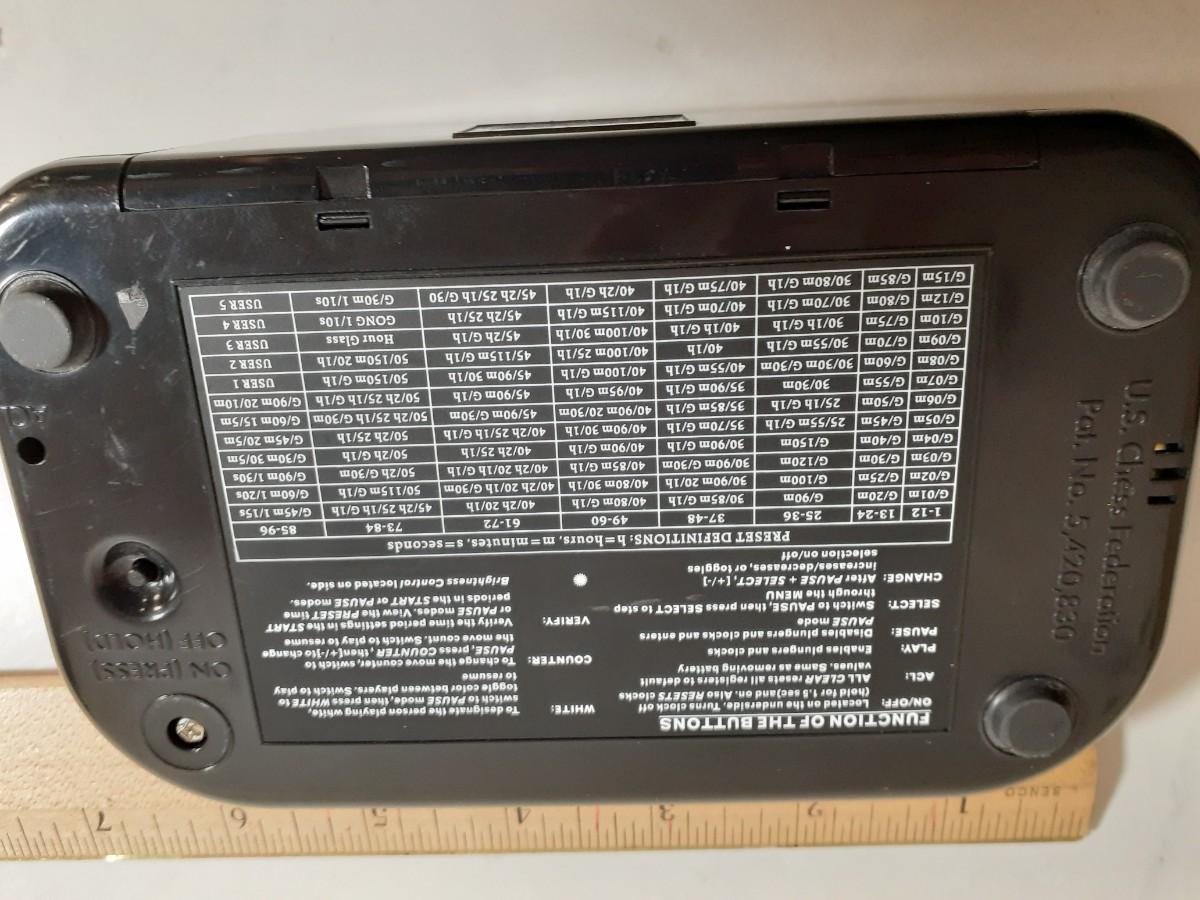 FUNCTION OF THE BUTTONS
ON/OFF: Located on the underside. Turns clock off
(hold for 1.5 sec) and on. Also RESETS clocks
ACL: ALL CLEAR resets all registers to default
values. Same as removing battery
PLAY: Enables plungers and clocks
PAUSE: Disables plungers and clocks and enters
PAUSE mode
SELECT: Switch to PAUSE, then press SELECT to step
through the MENU
CHANGE: After PAUSE + SELECT, [+]/[-]
increases/decreases, or toggles
selection on/off
WHITE: To designate the person playing white,
switch to PAUSE mode, then press WHITE to
toggle color between players. Switch to play
to resume
COUNTER: To change the move counter, switch to
PAUSE, press COUNTER, then[+]/[-]to change
the move count. Switch to play to resume
VERIFY: Verify the time period settings in the START
or PAUSE modes. View the PRESET time
periods in the START or PAUSE modes.
Brightness Control located on side.
PRESET DEFINITIONS: h=hours, m=minutes, s=seconds
1-12 13-24 25-36 37-48 49-60 61-72 73-84 85-96
G/01m G/20m G/90m 30/85m G/1h 40/80m G/1h 40/2h 20/1h 45/2h 25/1h G/1h G/45m 1/15s
G/02m G/25m G/100m 30/90m 20/1h 40/80m 30/1h 40/2h 20/1h G/30m 50/115m G/1h G/60m 1/20s
G/03m G/30m G/120m 30/90m G/30m 40/85m G/1h 40/2h 20/1h G/1h 50/2h G/30m G/90m 1/30s
G/04m G/40m G/150m 30/90m G/1h 40/90m G/1h 40/2h 25/1h 50/2h G/1h G/30m 30/5m
G/05m G/45m 25/55m G/1h 35/70m G/1h 40/90m 30/1h 40/2h 25/1h G/1h 50/2h 25/1h G/45m 20/5m
G/06m G/50m 25/1h G/1h 35/85m G/1h 40/90m 20/30m 45/90m G/30m 50/2h 25/1h G/30m G/60m 15/5m
G/07m G/55m 30/30m 35/90m G/1h 40/95m G/1h 45/90m G/1h 50/2h 25/1h G/1h G/90m 20/10m
G/08m G/60m 30/30m G/30m 40/55m G/1h 40/100m G/1h 45/90m 30/1h 50/150m G/1h USER 1
G/09m G/70m 30/55m G/1h 40/1h 40/100m 25/1h 45/115m G/1h 50/150m 20/1h USER 2
G/10m G/75m 30/1h G/1h 40/1h G/1h 40/100m 30/1h 45/2h G/1h Hour Glass USER 3
G/12m G/80m 30/70m G/1h 40/70m G/1h 40/115m G/1h 45/2h 25/1h GONG 1/10s USER 4
G/15m G/85m 30/80m G/1h 40/75m G/1h 40/2h G/1h 45/2h 25/1h G/30 G/30m 1/10s USER 5
ON (PRESS)
OFF (HOLD)
ACL
U.S. Chess Federation
Pat. No. 5,420,830
SENCO
1 2 3 4 5 6 7